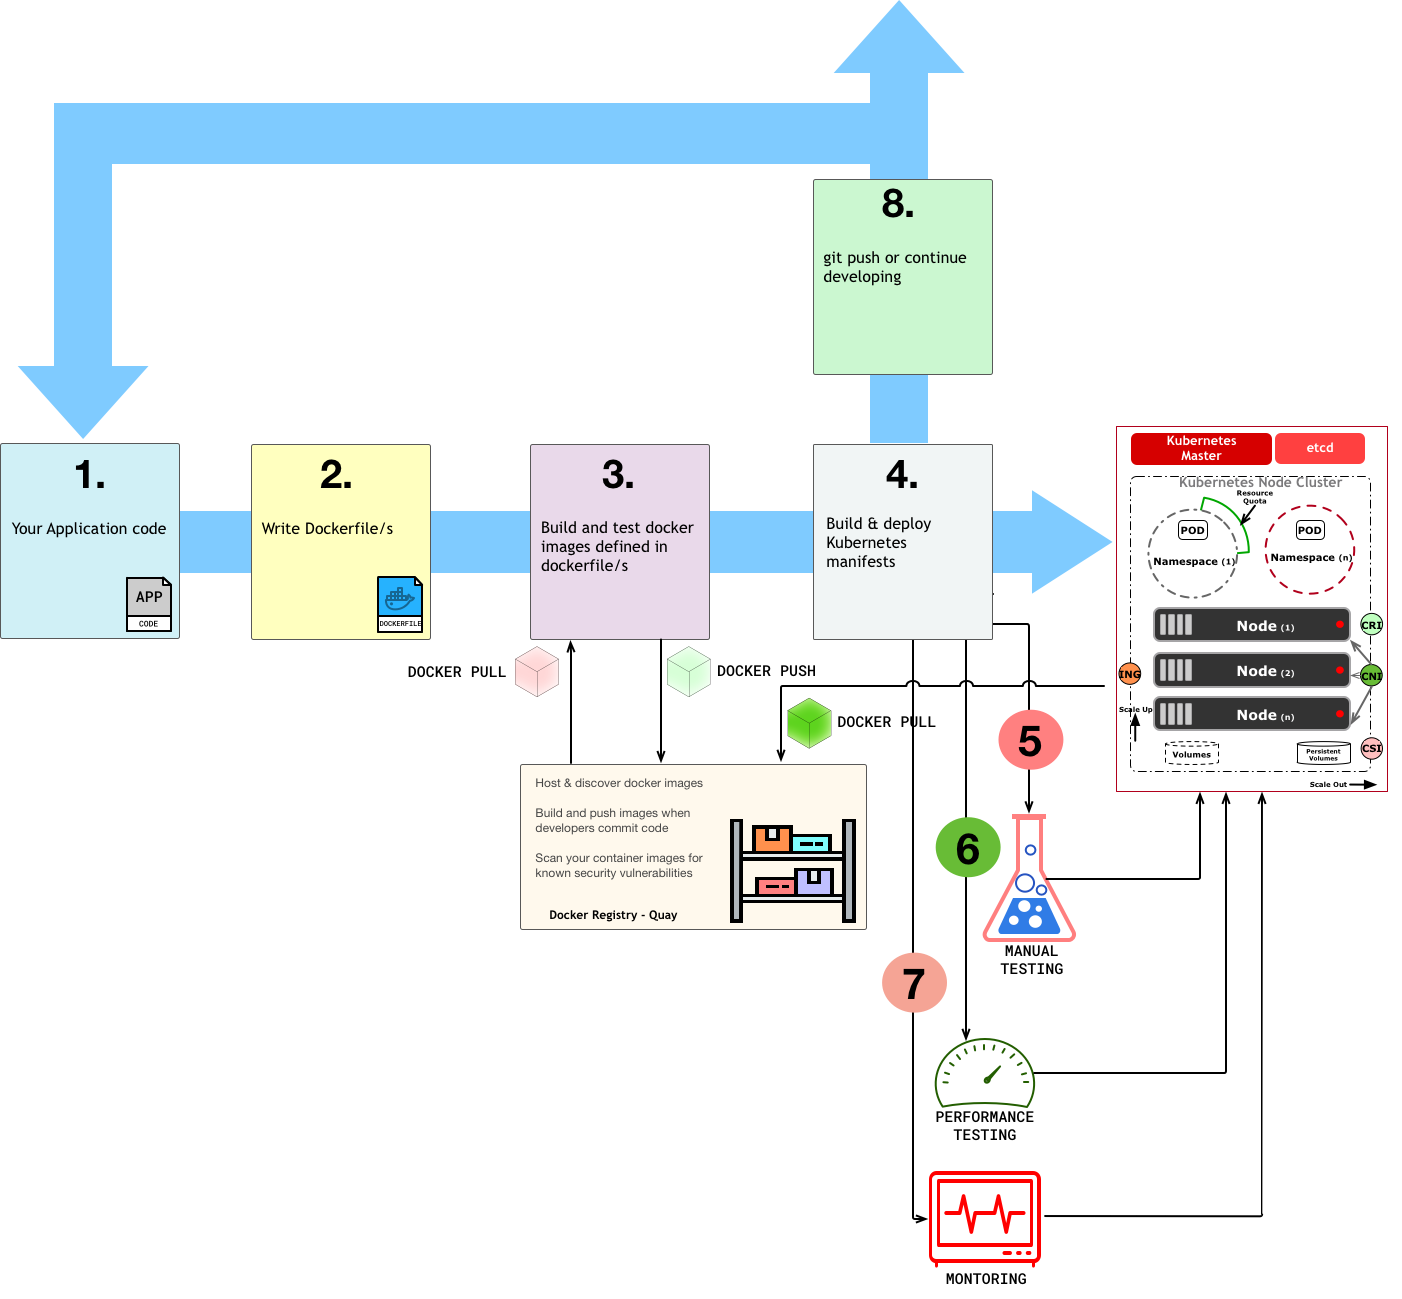 8.
git push or continue
developing
1.
Your Application code
APP
CODE
2.
Write Dockerfile/s
DOCKERFILE
3.
Build and test docker
images defined in
dockerfile/s
4.
Build & deploy
Kubernetes
manifests
Kubernetes
Master
etcd
Kubernetes Node Cluster
Resource
Quota
POD
Namespace (1)
POD
Namespace (n)
Node (1)
CRI
Node (2)
ING
CNI
Scale Up
Node (n)
Volumes
Persistent
Volumes
CSI
Scale Out
DOCKER PULL
DOCKER PUSH
DOCKER PULL
Host & discover docker images
Build and push images when
developers commit code
Scan your container images for
known security vulnerabilities
Docker Registry - Quay
5
6
7
MANUAL
TESTING
PERFORMANCE
TESTING
MONTORING